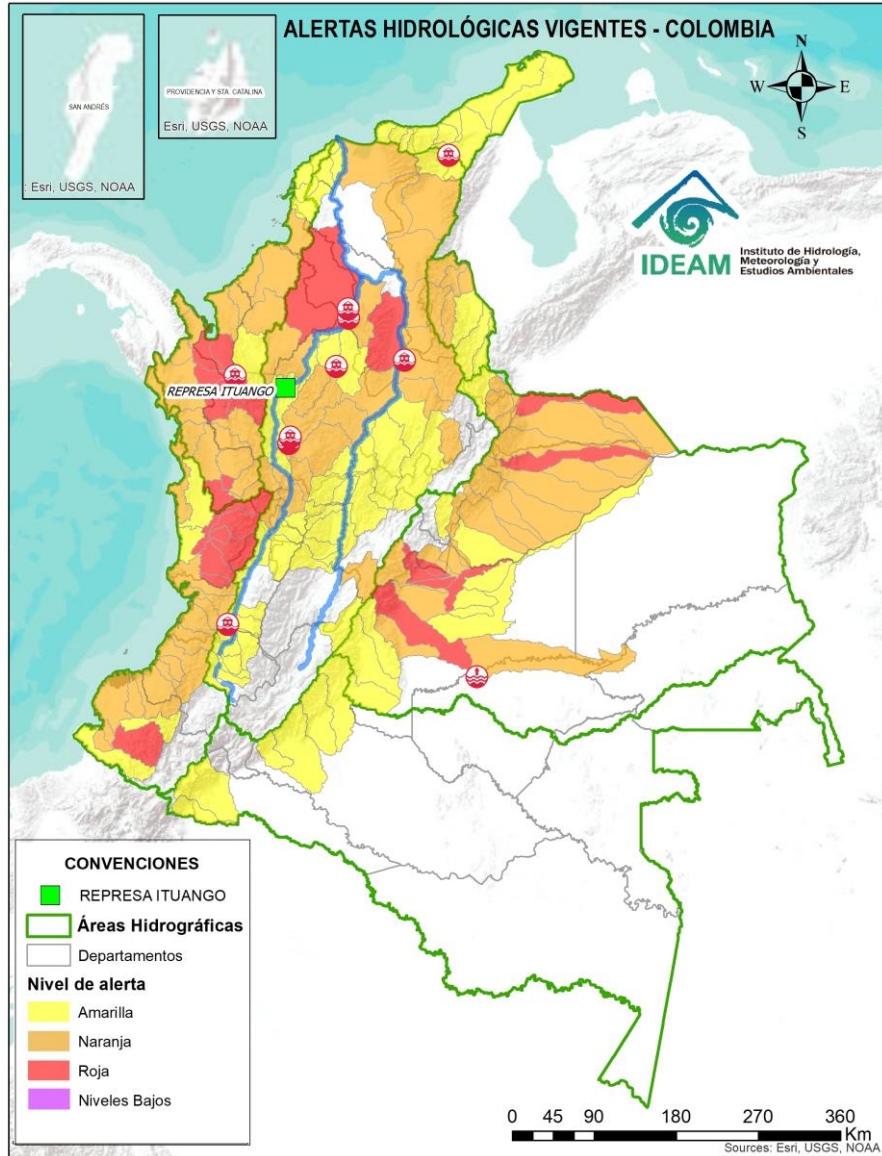 ALERTAS HIDROLÓGICAS VIGENTES - COLOMBIA
SAN ANDRÉS
: Esri, USGS, NOAA
PROVIDENCIA Y STA. CATALINA
Esri, USGS, NOAA
N
W
E
S
IDEAM
Instituto de Hidrología,
Meteorología y
Estudios Ambientales
REPRESA ITUANGO
CONVENCIONES
REPRESA ITUANGO
Áreas Hidrográficas
Departamentos
Nivel de alerta
Amarilla
Naranja
Roja
Niveles Bajos
0 45 90 180 270 360
Km
Sources: Esri, USGS, NOAA